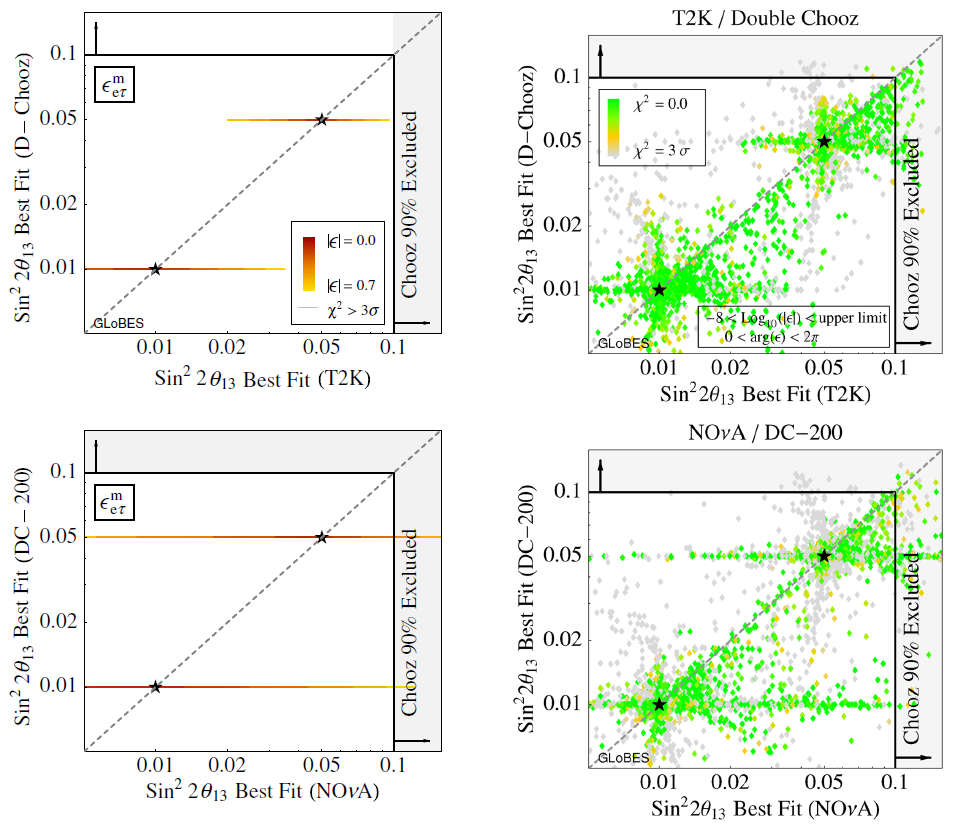 0.1
0.05
0.02
0.01
Sin² 2θ₁₃ Best Fit (D−Chooz)
ϵᵐₑτ
|ϵ|= 0.0
|ϵ|= 0.7
χ² > 3σ
Chooz 90% Excluded
GLoBES
0.01 0.02 0.05 0.1
Sin² 2θ₁₃ Best Fit (T2K)
T2K / Double Chooz
0.1
0.05
0.02
0.01
Sin²2θ₁₃ Best Fit (D−Chooz)
χ² = 0.0
χ² = 3 σ
Chooz 90% Excluded
−8 < Log₁₀(|ϵ|) < upper limit
0 < arg(ϵ) < 2π
GLoBES
0.01 0.02 0.05 0.1
Sin²2θ₁₃ Best Fit (T2K)
0.1
0.05
0.02
0.01
Sin² 2θ₁₃ Best Fit (DC−200)
ϵᵐₑτ
Chooz 90% Excluded
0.01 0.02 0.05 0.1
Sin² 2θ₁₃ Best Fit (NOνA)
NOνA / DC−200
0.1
0.05
0.02
0.01
Sin²2θ₁₃ Best Fit (DC−200)
Chooz 90% Excluded
GLoBES
0.01 0.02 0.05 0.1
Sin²2θ₁₃ Best Fit (NOνA)